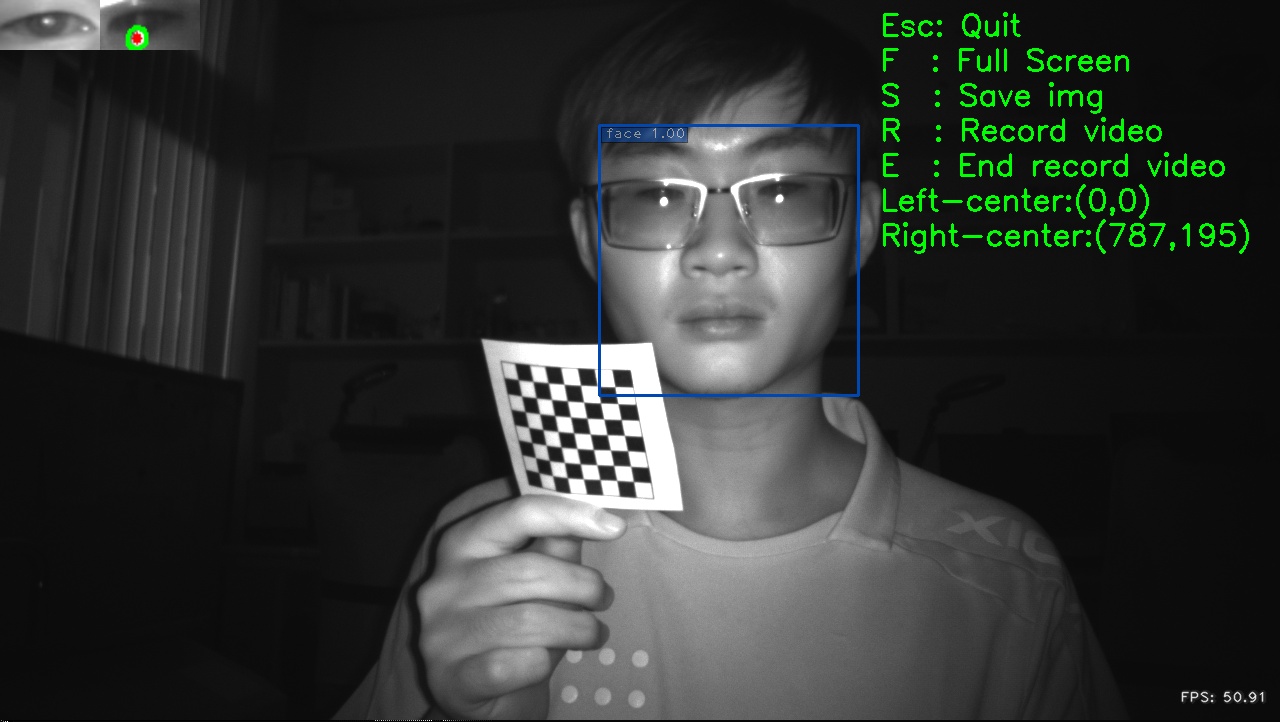 Esc: Quit
F : Full Screen
S : Save img
R : Record video
E : End record video
Left-center:(0,0)
Right-center:(787,195)
face 1.00
FPS: 50.91